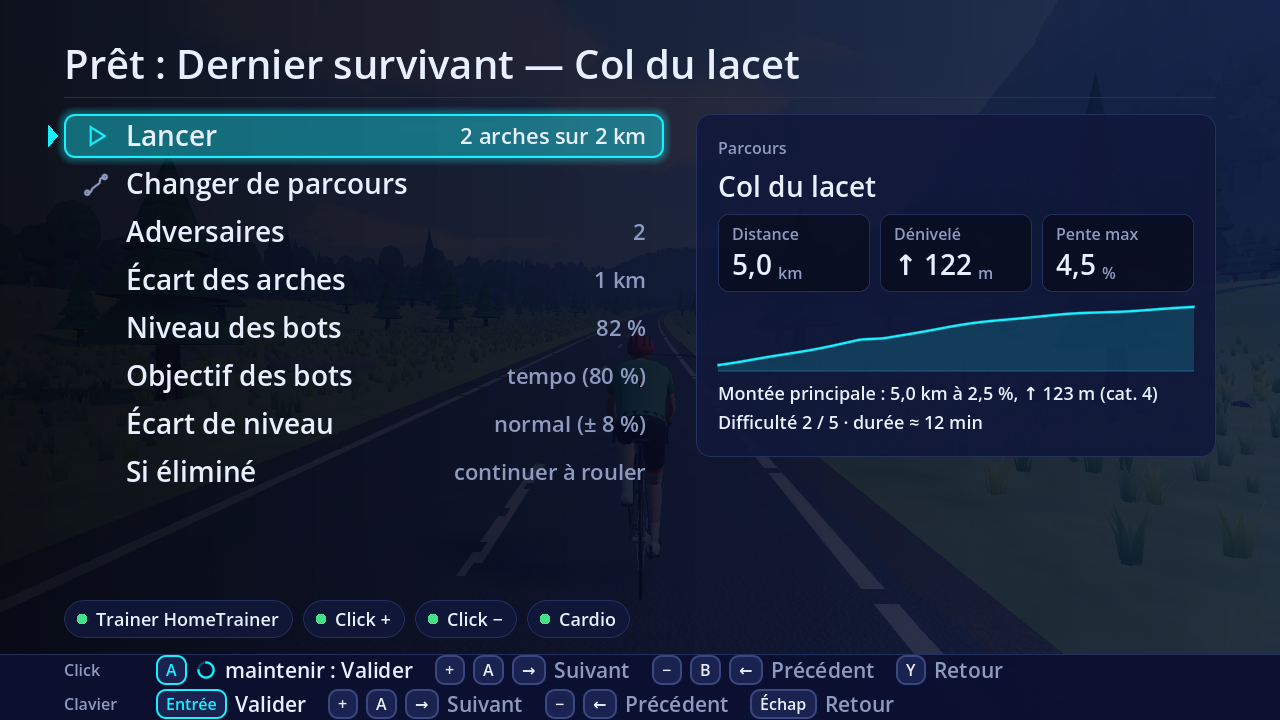 Prêt : Dernier survivant — Col du lacet
Lancer 2 arches sur 2 km
Changer de parcours
Adversaires 2
Écart des arches 1 km
Niveau des bots 82 %
Objectif des bots tempo (80 %)
Écart de niveau normal (± 8 %)
Si éliminé continuer à rouler
Parcours
Col du lacet
Distance Dénivelé Pente max
5,0 km ↑ 122 m 4,5 %
Montée principale : 5,0 km à 2,5 %, ↑ 123 m (cat. 4)
Difficulté 2 / 5 · durée ≈ 12 min
Trainer HomeTrainer Click + Click − Cardio
Click A maintenir : Valider + A → Suivant − B ← Précédent Y Retour
Clavier Entrée Valider + A → Suivant − ← Précédent Échap Retour